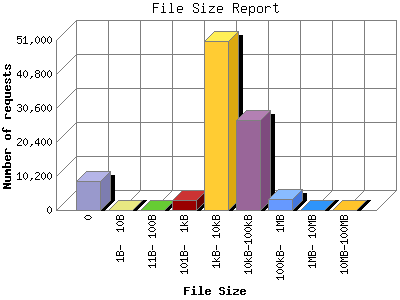 File Size Report
51,000
40,800
30,600
20,400
10,200
0
Number of requests
0
1B- 10B
11B- 100B
101B- 1kB
1kB- 10kB
10kB-100kB
100kB- 1MB
1MB- 10MB
10MB-100MB
File Size